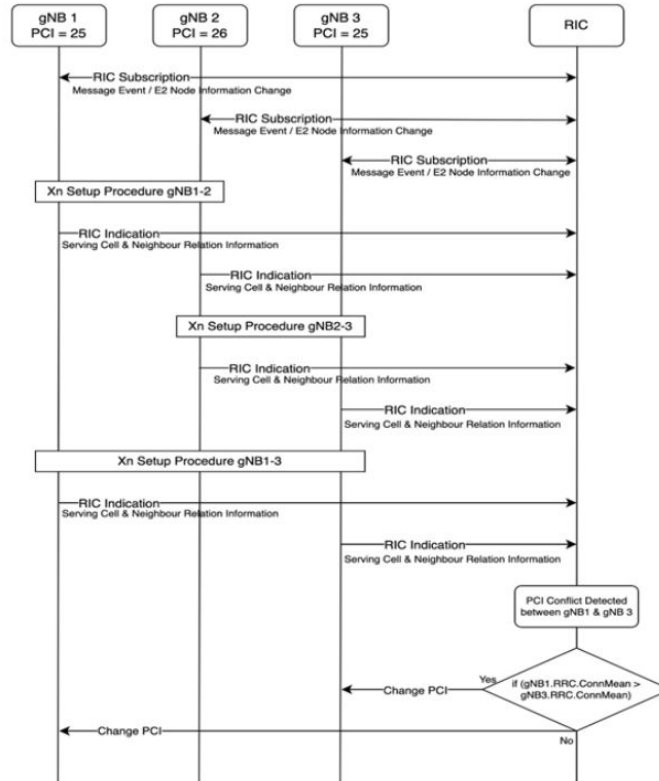 gNB 1
PCI = 25
gNB 2
PCI = 26
gNB 3
PCI = 25
RIC
RIC Subscription
Message Event / E2 Node Information Change
RIC Subscription
Message Event / E2 Node Information Change
RIC Subscription
Message Event / E2 Node Information Change
Xn Setup Procedure gNB1-2
RIC Indication
Serving Cell & Neighbour Relation Information
RIC Indication
Serving Cell & Neighbour Relation Information
Xn Setup Procedure gNB2-3
RIC Indication
Serving Cell & Neighbour Relation Information
RIC Indication
Serving Cell & Neighbour Relation Information
Xn Setup Procedure gNB1-3
RIC Indication
Serving Cell & Neighbour Relation Information
RIC Indication
Serving Cell & Neighbour Relation Information
PCI Conflict Detected
between gNB1 & gNB 3
Yes
if (gNB1.RRC.ConnMean >
gNB3.RRC.ConnMean)
Change PCI
Change PCI
No